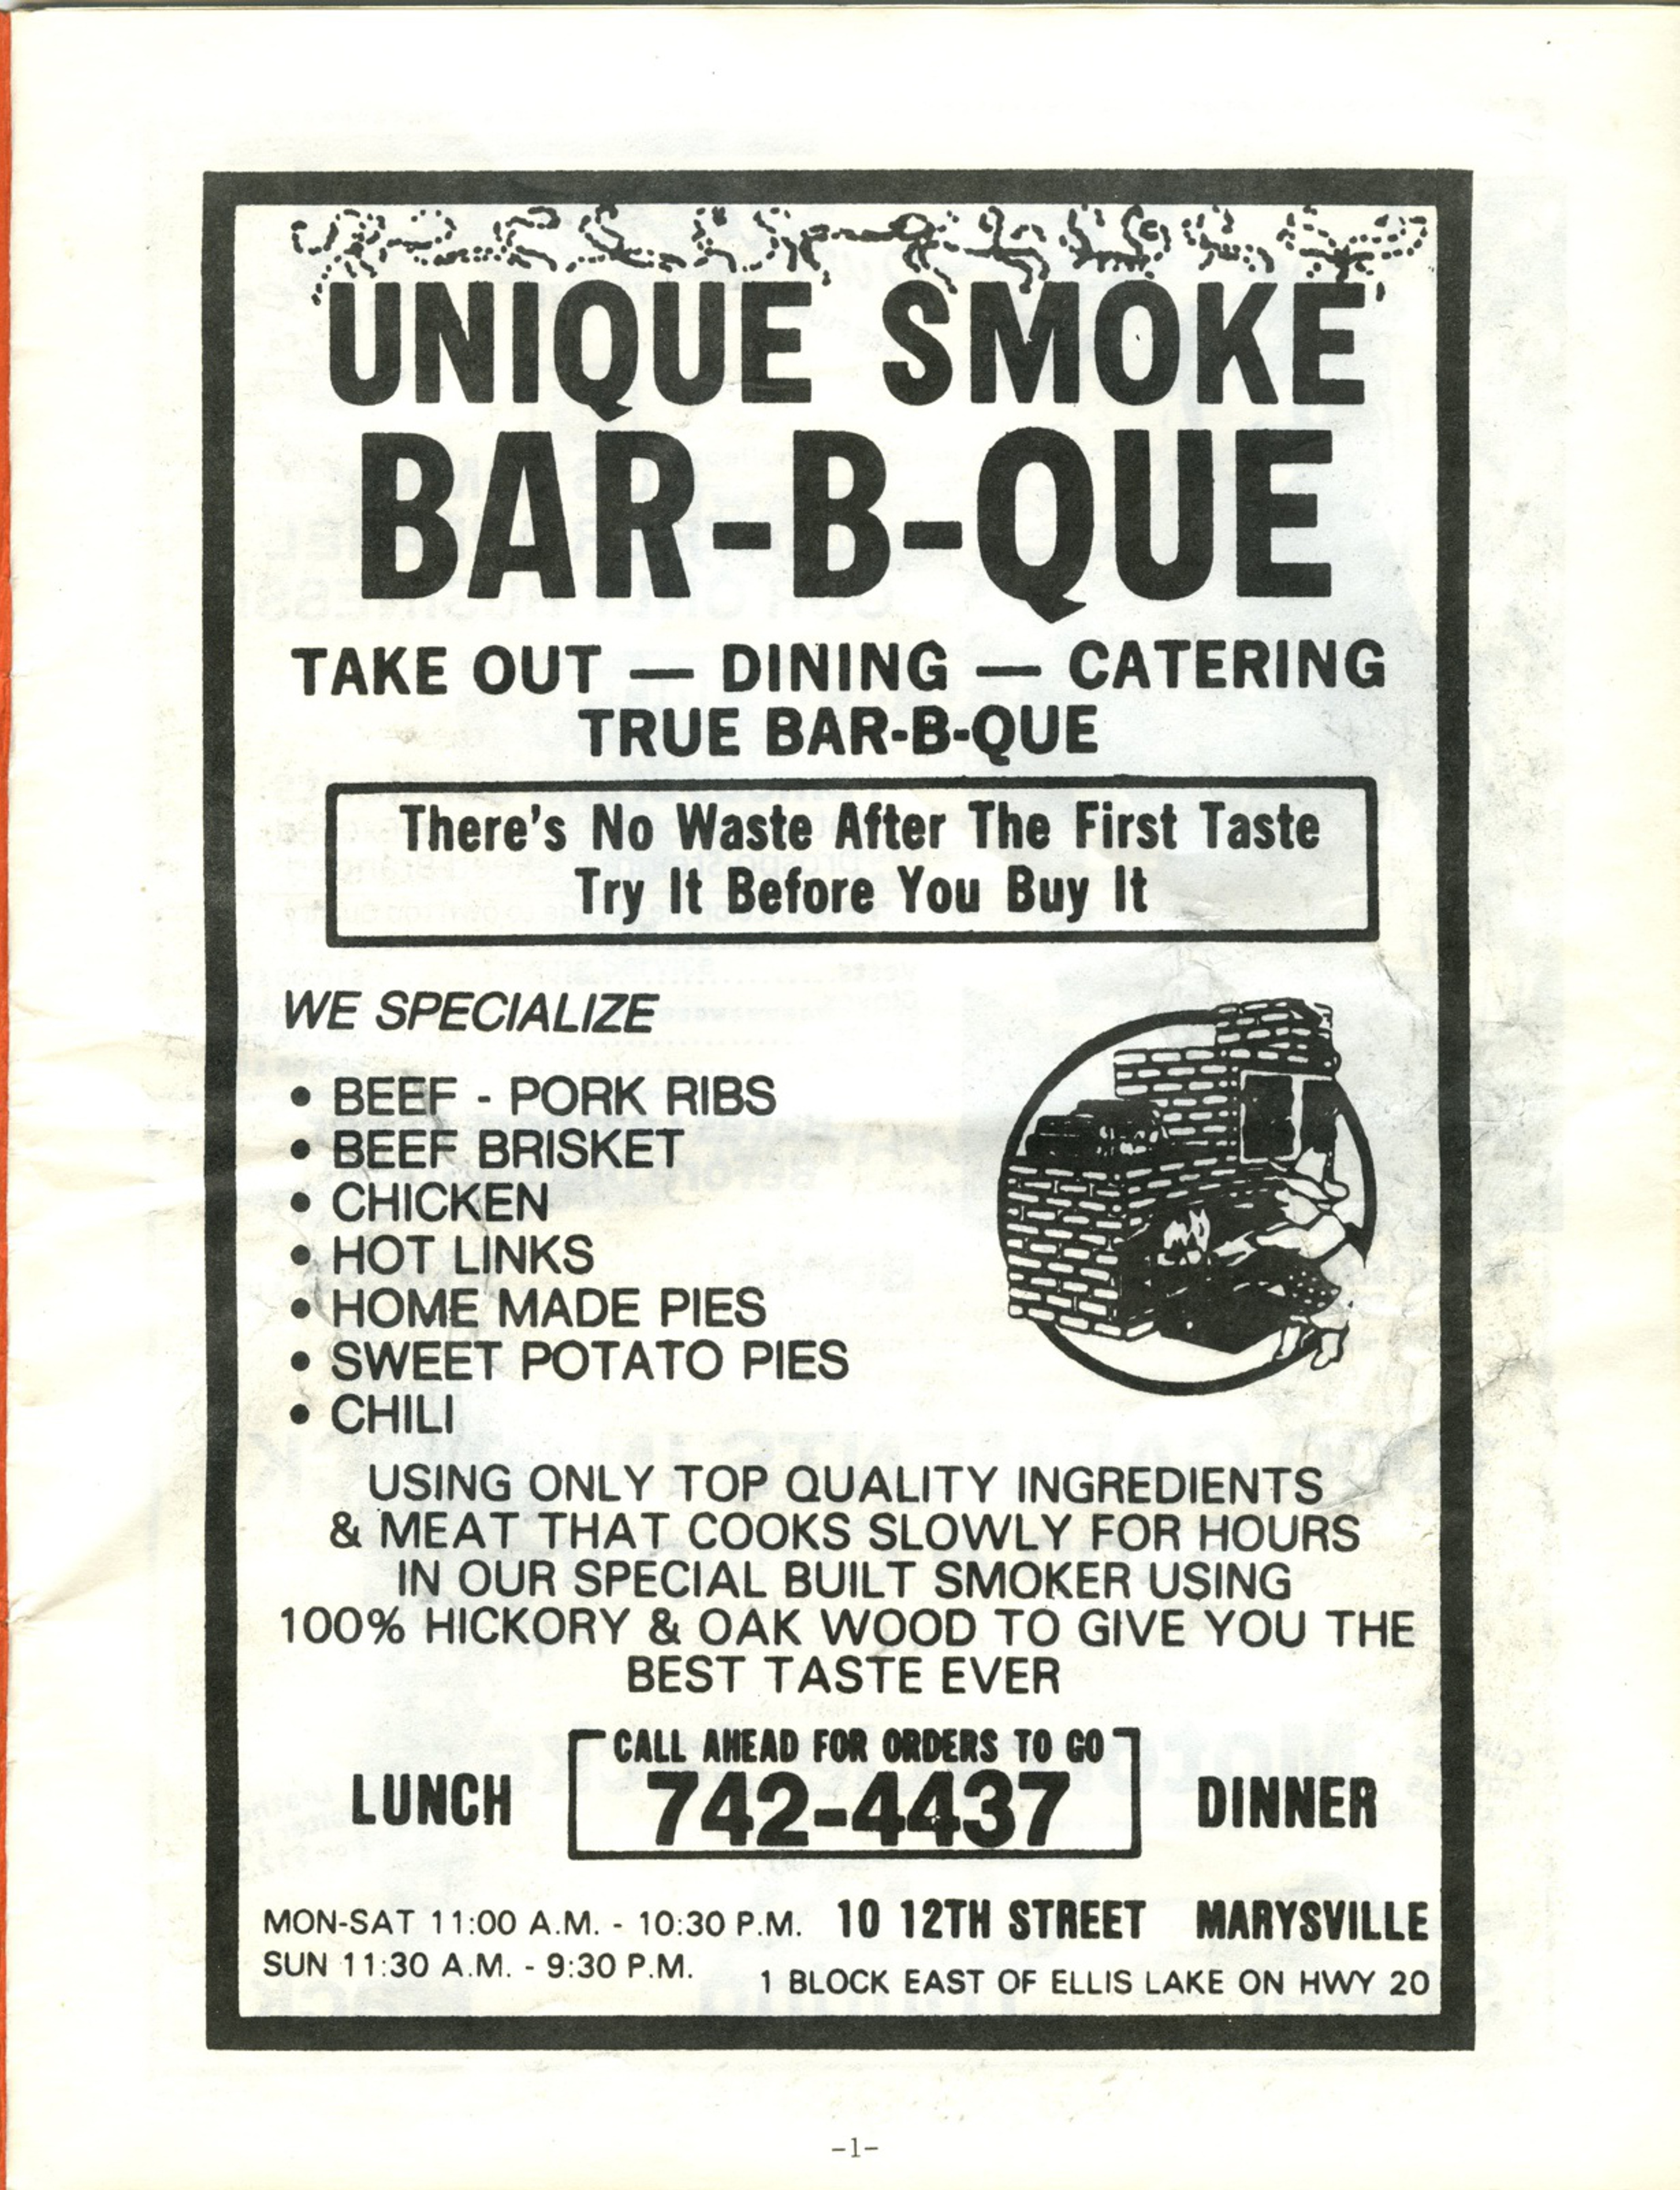 UNIQUE SMOKE
BAR-B-QUE
TAKE OUT — DINING — CATERING
TRUE BAR-B-QUE
There's No Waste After The First Taste
Try It Before You Buy It
WE SPECIALIZE
• BEEF - PORK RIBS
• BEEF BRISKET
• CHICKEN
• HOT LINKS
• HOME MADE PIES
• SWEET POTATO PIES
• CHILI
USING ONLY TOP QUALITY INGREDIENTS
& MEAT THAT COOKS SLOWLY FOR HOURS
IN OUR SPECIAL BUILT SMOKER USING
100% HICKORY & OAK WOOD TO GIVE YOU THE
BEST TASTE EVER
CALL AHEAD FOR ORDERS TO GO
LUNCH 742-4437 DINNER
MON-SAT 11:00 A.M. - 10:30 P.M. 10 12TH STREET MARYSVILLE
SUN 11:30 A.M. - 9:30 P.M. 1 BLOCK EAST OF ELLIS LAKE ON HWY 20
-1-